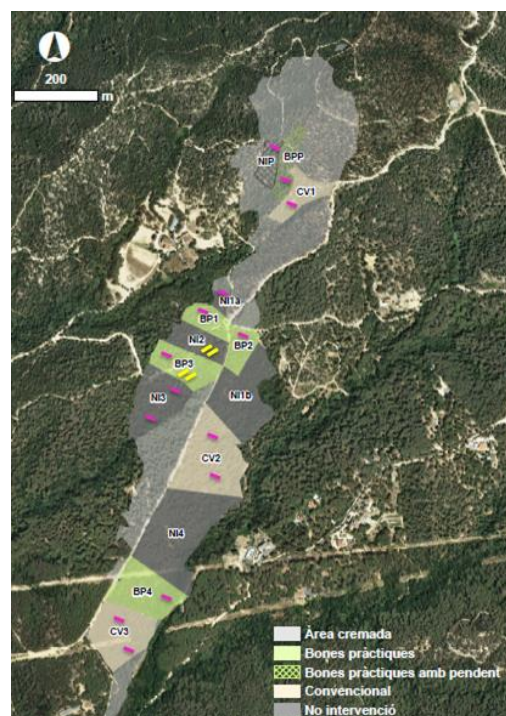 200
m
NIP
BPP
CV1
NI1a
BP1
NI2
BP2
BP3
NI3
NI1b
CV2
NI4
BP4
CV3
Àrea cremada
Bones pràctiques
Bones pràctiques amb pendent
Convencional
No intervenció